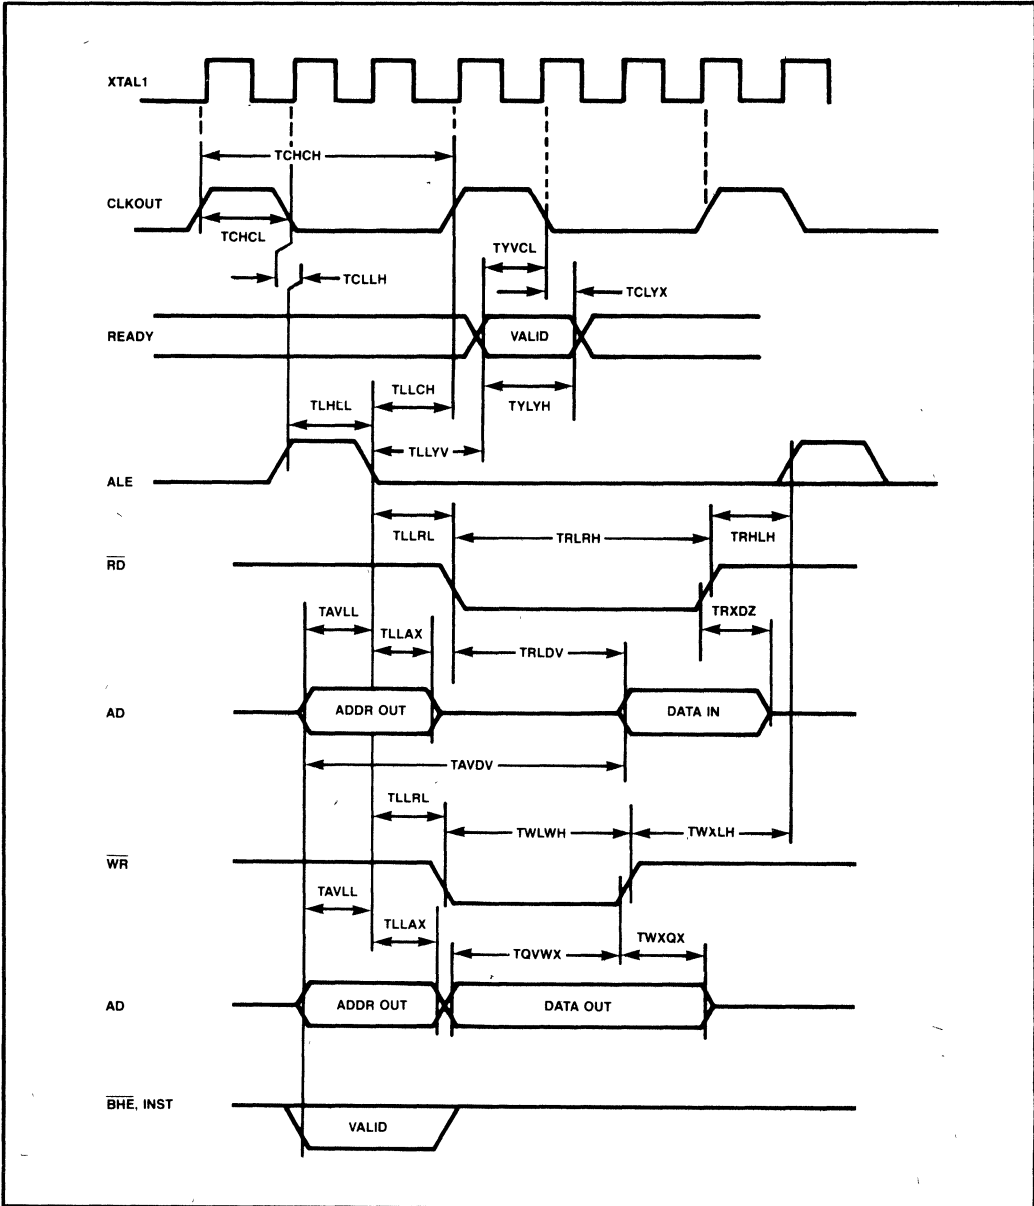 XTAL1
TCHCH
CLKOUT
TCHCL
TYVCL
TCLLH
TCLYX
READY
VALID
TLLCH
TLHLL
TYLYH
TLLYV
ALE
TLLRL
TRLRH
TRHLH
RD
TAVLL
TRXDZ
TLLAX
TRLDV
AD
ADDR OUT
DATA IN
TAVDV
TLLRL
TWLWH
TWXLH
WR
TAVLL
TLLAX
TQVWX
TWXQX
AD
ADDR OUT
DATA OUT
BHE, INST
VALID